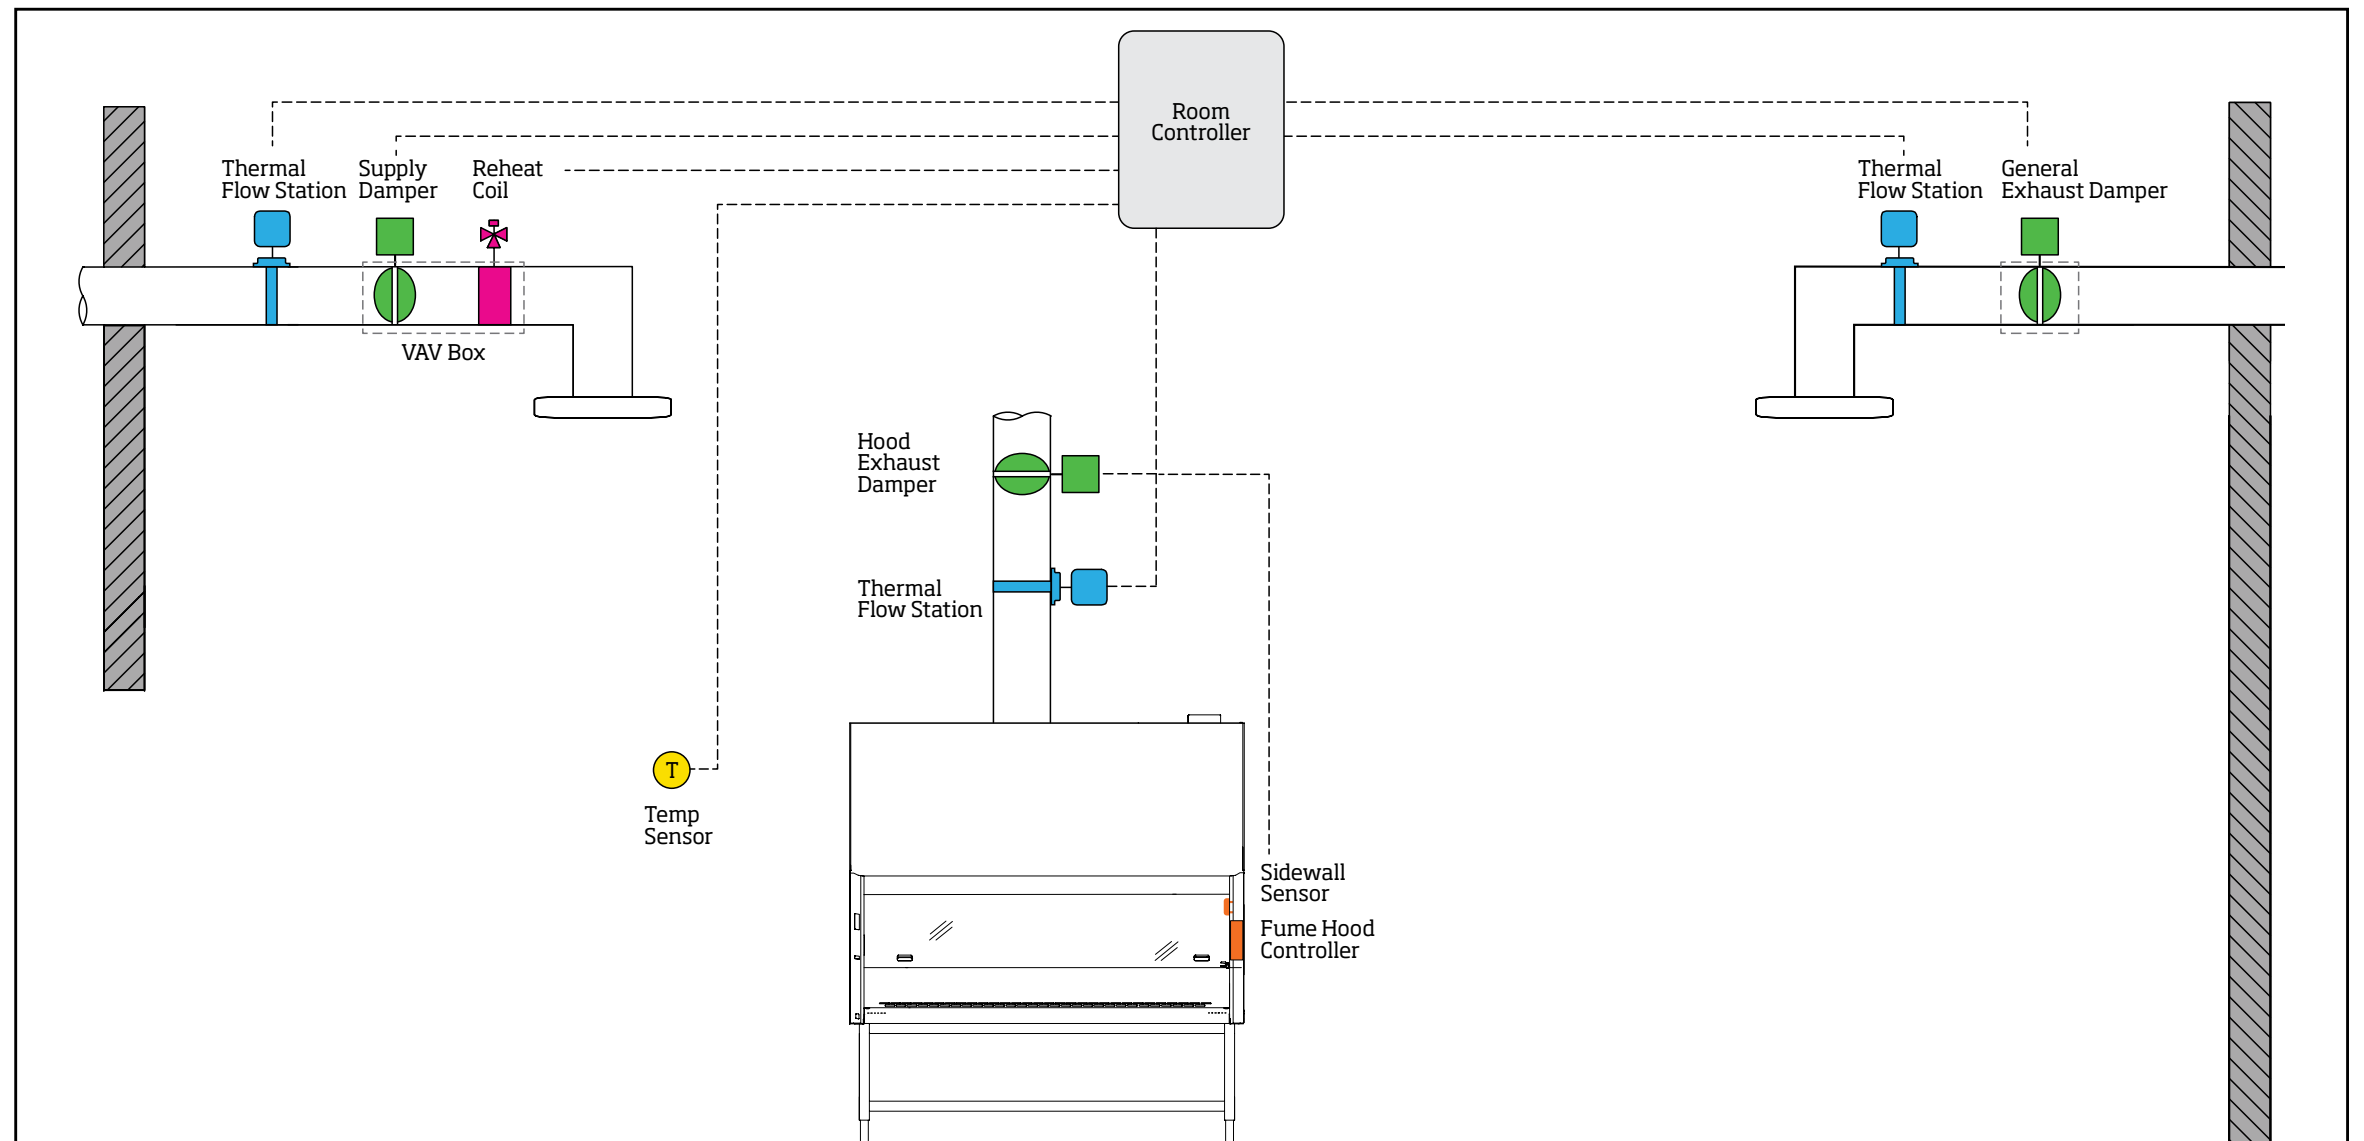 Room
Controller
Thermal
Flow Station
Supply
Damper
Reheat
Coil
Thermal
Flow Station
General
Exhaust Damper
VAV Box
Hood
Exhaust
Damper
Thermal
Flow Station
T
Temp
Sensor
Sidewall
Sensor
Fume Hood
Controller